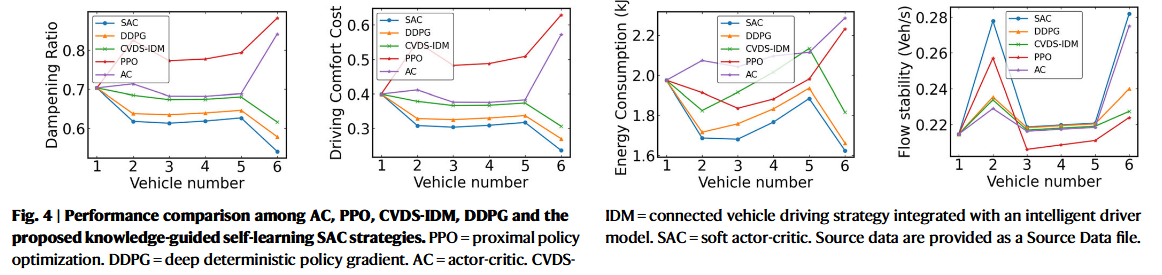 Dampening Ratio
0.8
0.7
0.6
SAC
DDPG
CVDS-IDM
PPO
AC
1 2 3 4 5 6
Vehicle number
Driving Comfort Cost
0.6
0.5
0.4
0.3
SAC
DDPG
CVDS-IDM
PPO
AC
1 2 3 4 5 6
Vehicle number
Energy Consumption (kJ
2.2
2.0
1.8
1.6
SAC
DDPG
CVDS-IDM
PPO
AC
1 2 3 4 5 6
Vehicle number
Flow stability (Veh/s)
0.28
0.26
0.24
0.22
SAC
DDPG
CVDS-IDM
PPO
AC
1 2 3 4 5 6
Vehicle number
Fig. 4 | Performance comparison among AC, PPO, CVDS-IDM, DDPG and the
proposed knowledge-guided self-learning SAC strategies. PPO = proximal policy
optimization. DDPG = deep deterministic policy gradient. AC = actor-critic. CVDS-
IDM = connected vehicle driving strategy integrated with an intelligent driver
model. SAC = soft actor-critic. Source data are provided as a Source Data file.